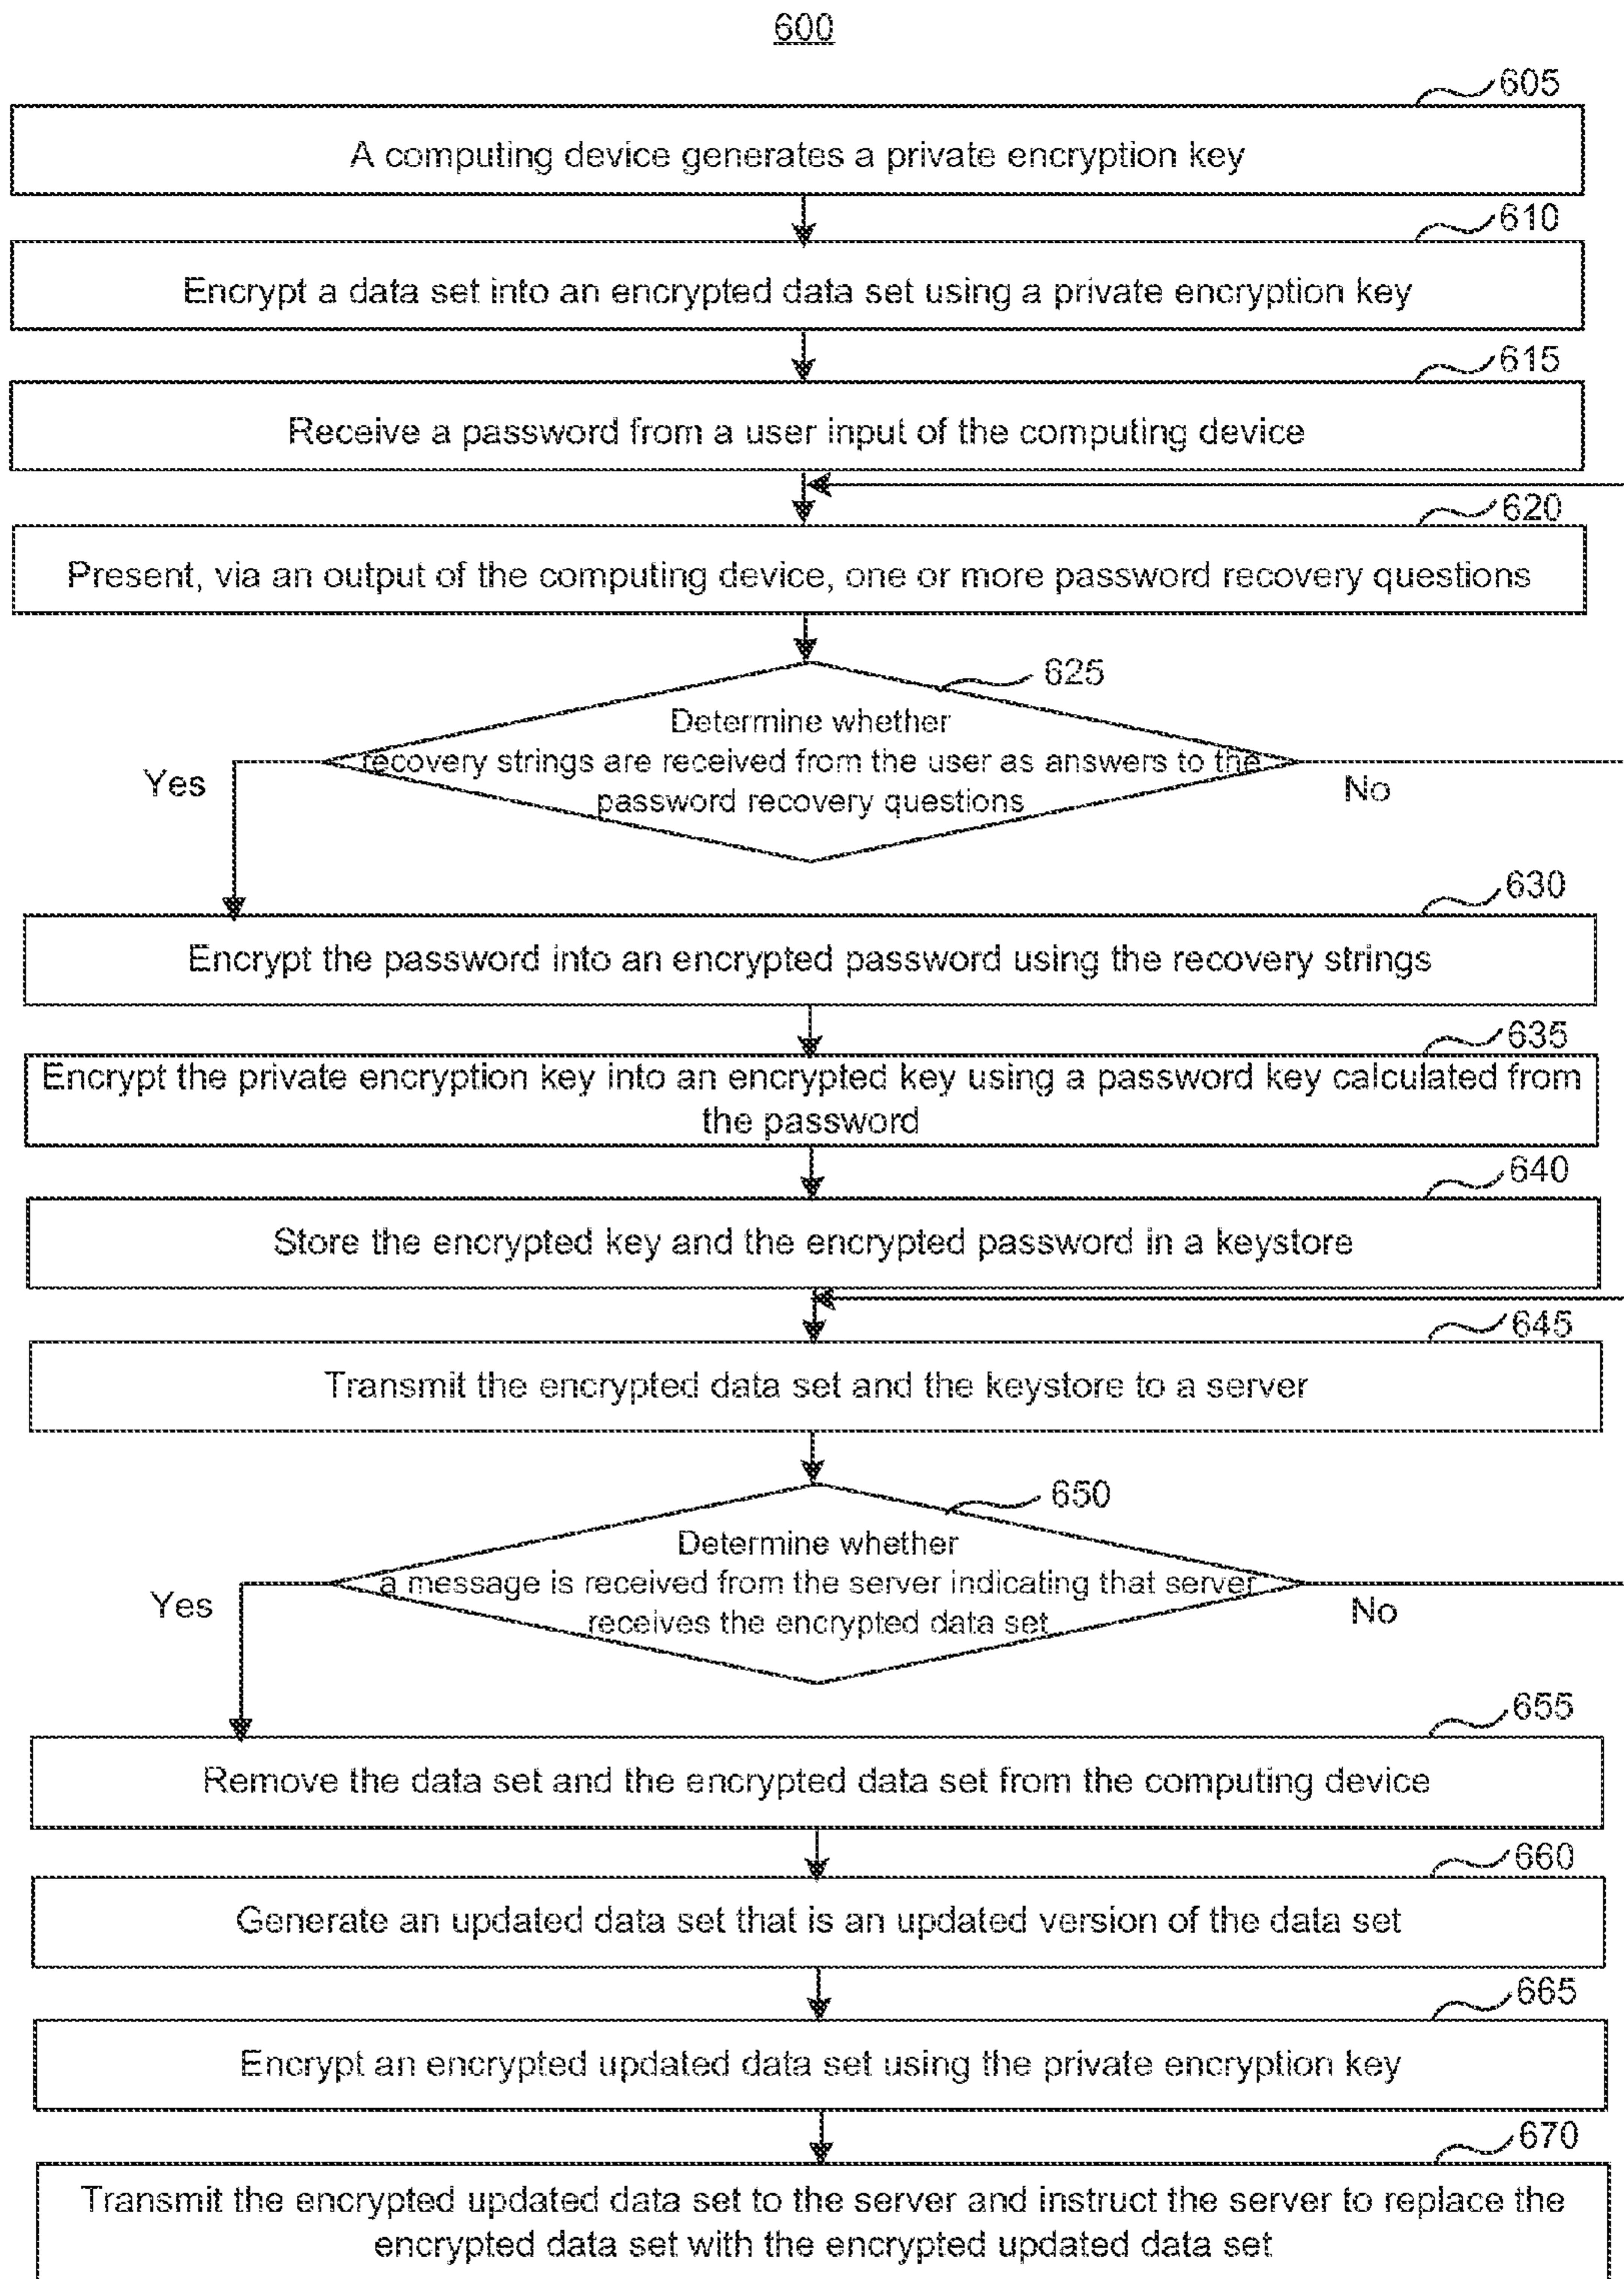 600
605
A computing device generates a private encryption key
610
Encrypt a data set into an encrypted data set using a private encryption key
615
Receive a password from a user input of the computing device
620
Present, via an output of the computing device, one or more password recovery questions
625
Determine whether
recovery strings are received from the user as answers to the
password recovery questions
Yes
No
630
Encrypt the password into an encrypted password using the recovery strings
635
Encrypt the private encryption key into an encrypted key using a password key calculated from
the password
640
Store the encrypted key and the encrypted password in a keystore
645
Transmit the encrypted data set and the keystore to a server
650
Determine whether
a message is received from the server indicating that server
receives the encrypted data set
Yes
No
655
Remove the data set and the encrypted data set from the computing device
660
Generate an updated data set that is an updated version of the data set
665
Encrypt an encrypted updated data set using the private encryption key
670
Transmit the encrypted updated data set to the server and instruct the server to replace the
encrypted data set with the encrypted updated data set